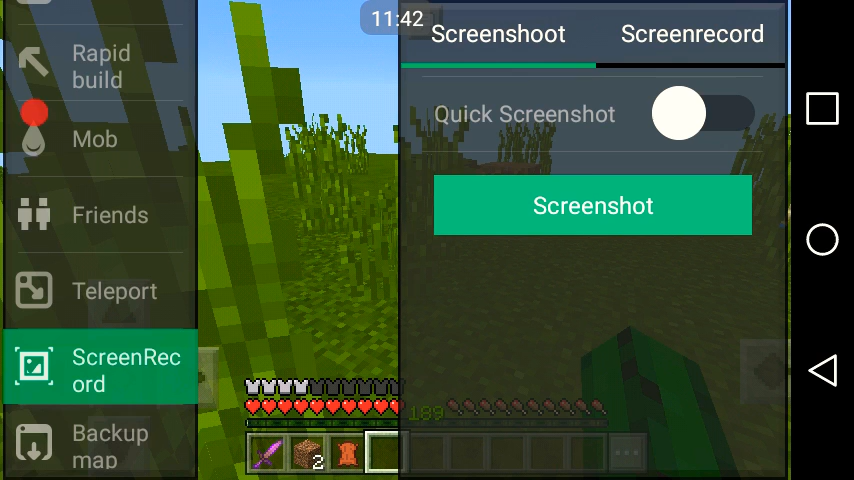 11:42
Rapid
build
Mob
Friends
Teleport
ScreenRec
ord
Backup
map
Screenshoot
Screenrecord
Quick Screenshot
Screenshot
189
2